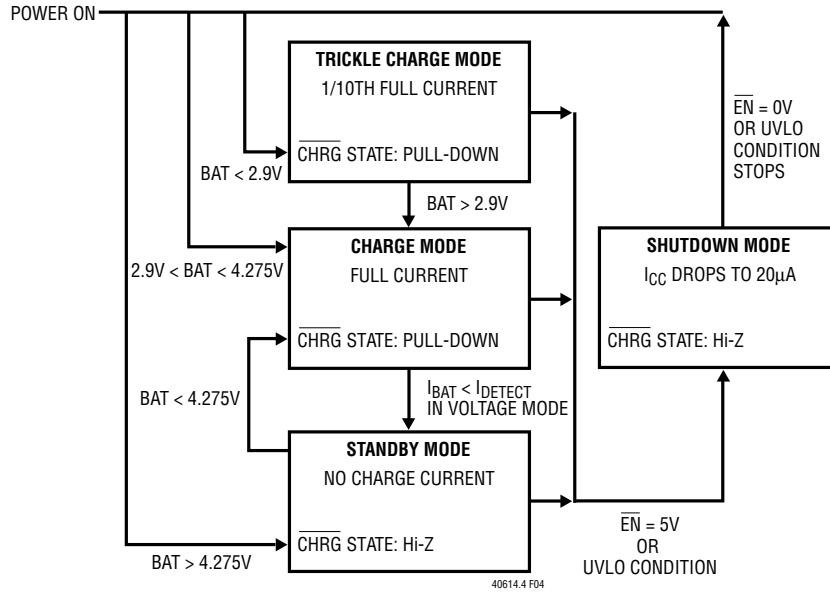 POWER ON
TRICKLE CHARGE MODE
1/10TH FULL CURRENT
CHRG STATE: PULL-DOWN
BAT < 2.9V
BAT > 2.9V
CHARGE MODE
FULL CURRENT
CHRG STATE: PULL-DOWN
2.9V < BAT < 4.275V
BAT < 4.275V
IBAT < IDETECT
IN VOLTAGE MODE
STANDBY MODE
NO CHARGE CURRENT
CHRG STATE: Hi-Z
BAT > 4.275V
EN = 0V
OR UVLO
CONDITION
STOPS
SHUTDOWN MODE
ICC DROPS TO 20µA
CHRG STATE: Hi-Z
EN = 5V
OR
UVLO CONDITION
40614.4 F04